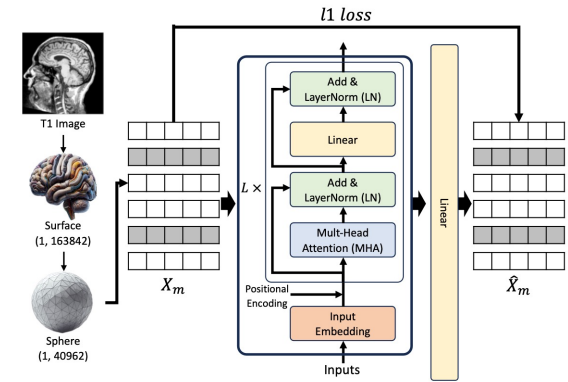 l1 loss
T1 Image
Surface
(1, 163842)
Sphere
(1, 40962)
X_m
L ×
Add &
LayerNorm (LN)
Linear
Add &
LayerNorm (LN)
Mult-Head
Attention (MHA)
Positional
Encoding
Input
Embedding
Inputs
Linear
X̂_m